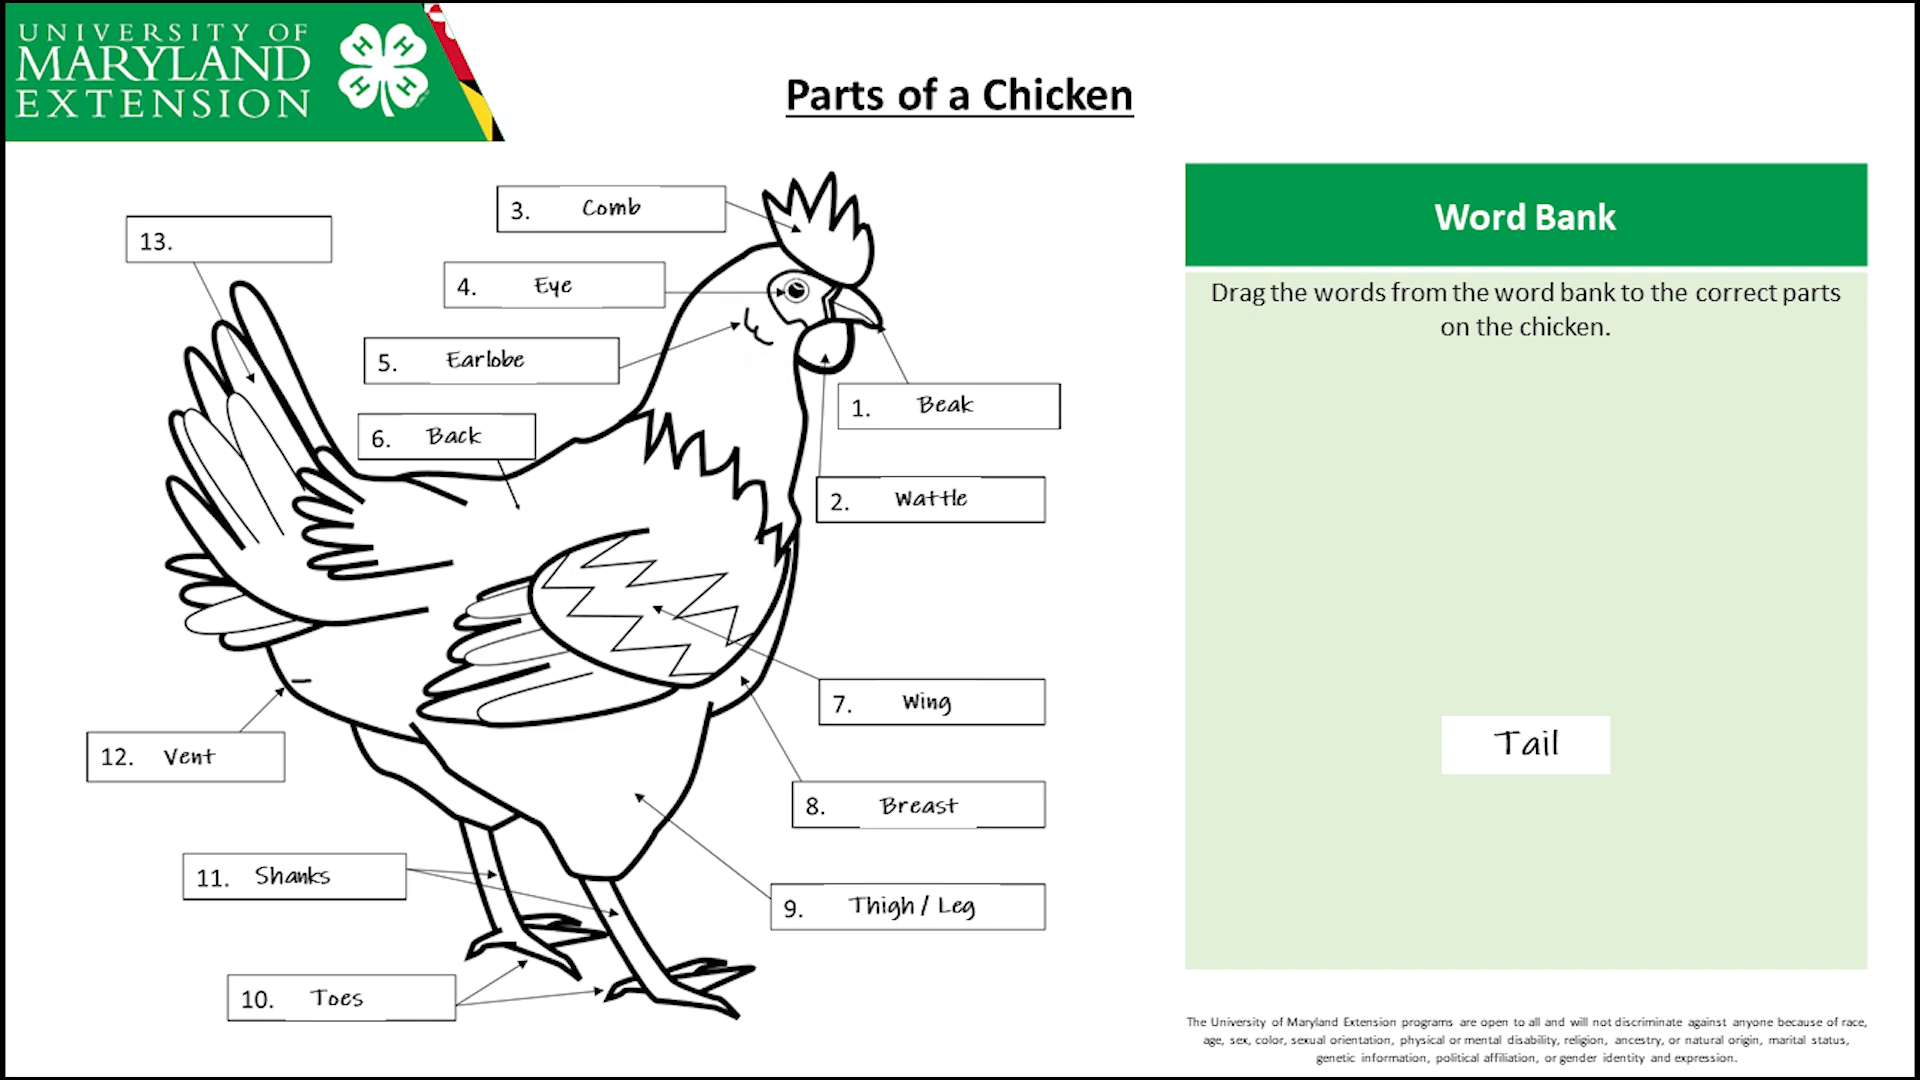 UNIVERSITY OF
MARYLAND
EXTENSION
H H
H H
Parts of a Chicken
3. Comb
13.
4. Eye
5. Earlobe
1. Beak
6. Back
2. Wattle
7. Wing
12. Vent
8. Breast
11. Shanks
9. Thigh / Leg
10. Toes
Word Bank
Drag the words from the word bank to the correct parts
on the chicken.
Tail
The University of Maryland Extension programs are open to all and will not discriminate against anyone because of race,
age, sex, color, sexual orientation, physical or mental disability, religion, ancestry, or natural origin, marital status,
genetic information, political affiliation, or gender identity and expression.